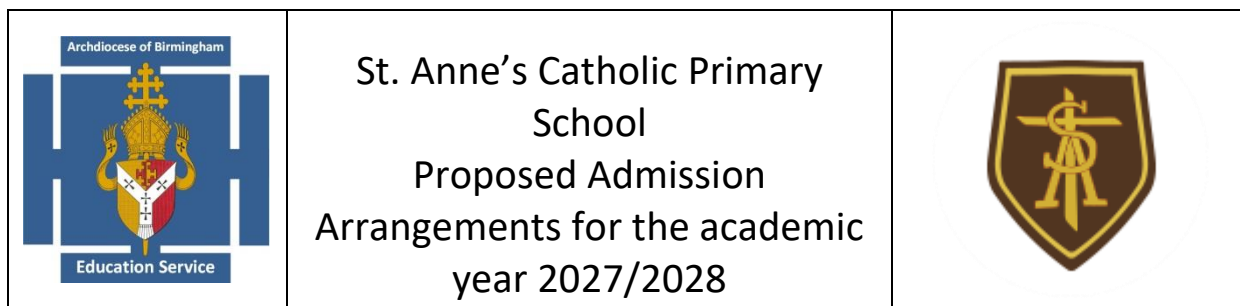 Archdiocese of Birmingham
Education Service
St. Anne’s Catholic Primary
School
Proposed Admission
Arrangements for the academic
year 2027/2028
SA